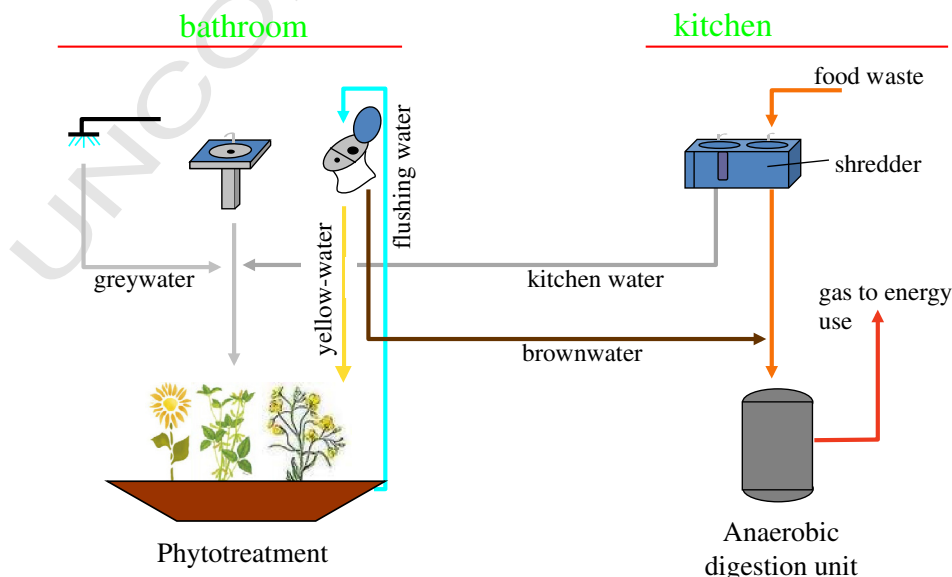 bathroom
kitchen
food waste
shredder
flushing water
yellow-water
greywater
kitchen water
gas to energy
use
brownwater
Phytotreatment
Anaerobic
digestion unit
UNCO